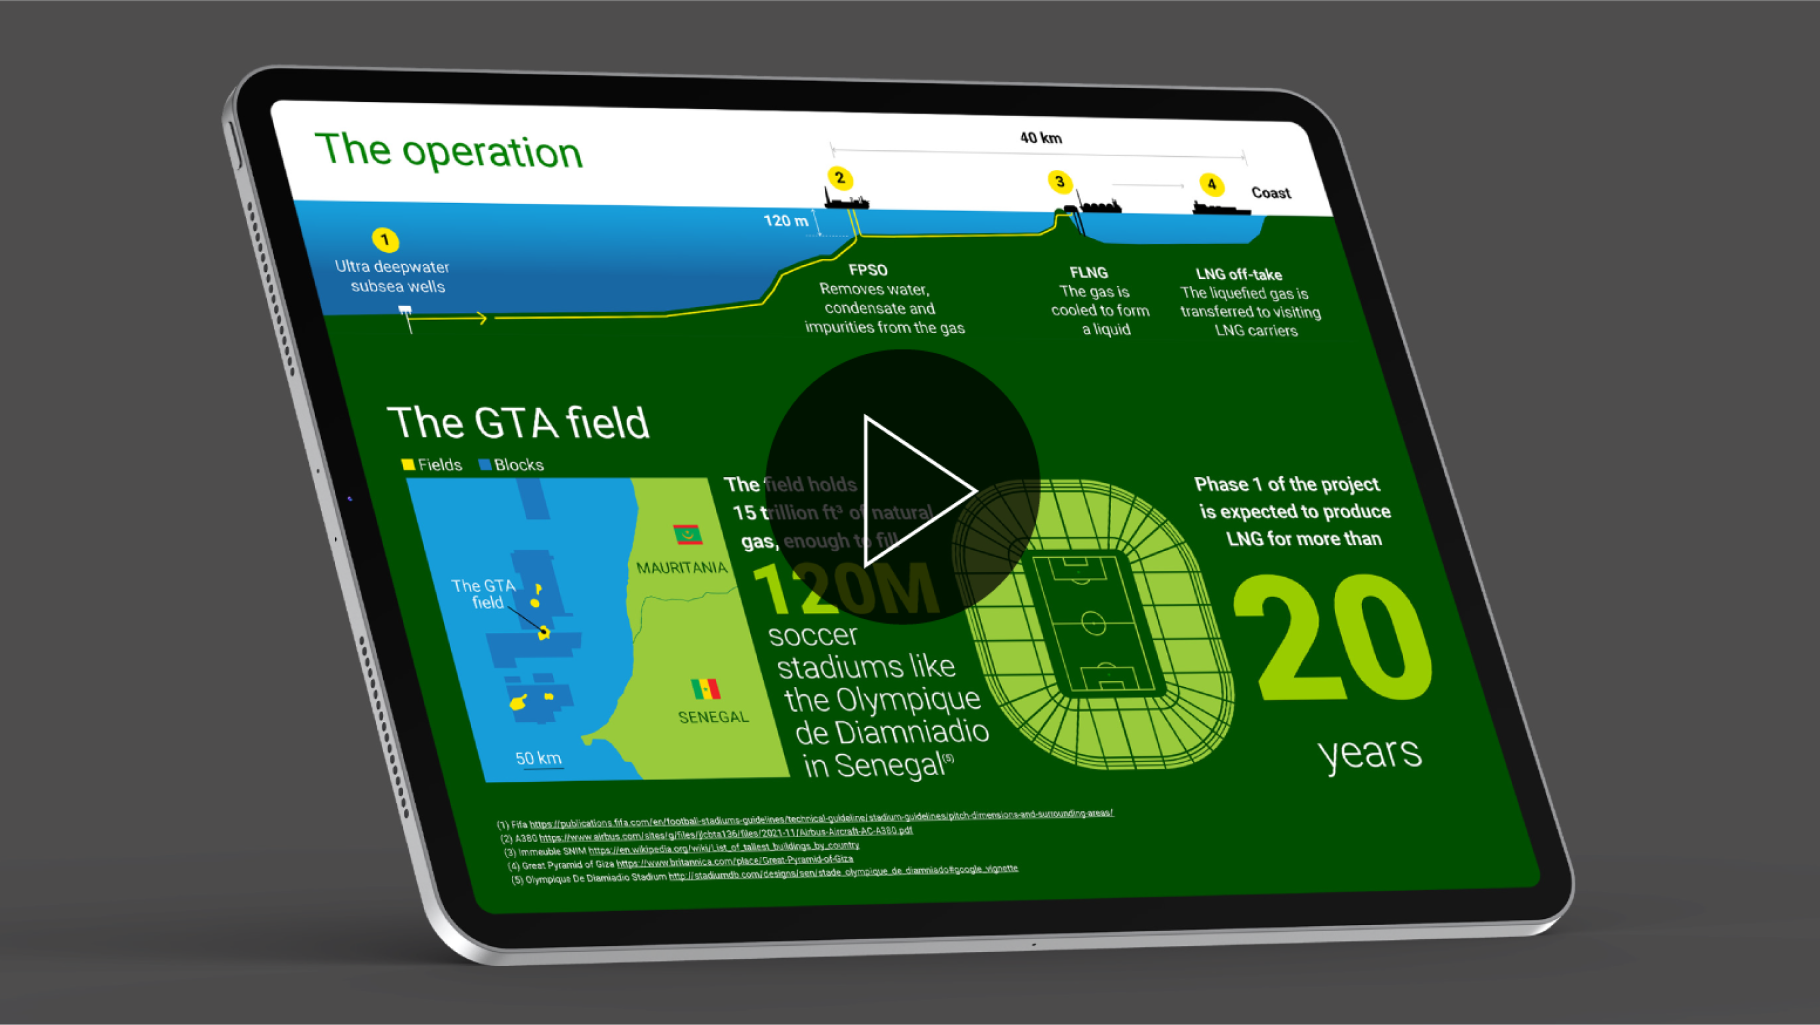 The operation
40 km
2
3
4
Coast
120 m
1
Ultra deepwater
subsea wells
FPSO
Removes water,
condensate and
impurities from the gas
FLNG
The gas is
cooled to form
a liquid
LNG off-take
The liquefied gas is
transferred to visiting
LNG carriers
The GTA field
Fields
Blocks
The GTA
field
MAURITANIA
SENEGAL
50 km
The field holds
15 trillion ft³ of natural
gas, enough to fill
120M
soccer
stadiums like
the Olympique
de Diamniadio
in Senegal(5)
Phase 1 of the project
is expected to produce
LNG for more than
20
years
(1) Fifa https://publications.fifa.com/en/football-stadiums-guidelines/technical-guideline/stadium-guidelines/pitch-dimensions-and-surrounding-areas/
(2) A380 https://www.airbus.com/sites/g/files/jlcbta136/files/2021-11/Airbus-Aircraft-AC-A380.pdf
(3) Immeuble SNIM https://en.wikipedia.org/wiki/List_of_tallest_buildings_by_country
(4) Great Pyramid of Giza https://www.britannica.com/place/Great-Pyramid-of-Giza
(5) Olympique De Diamiadio Stadium http://stadiumdb.com/designs/sen/stade_olympique_de_diamniado#google_vignette